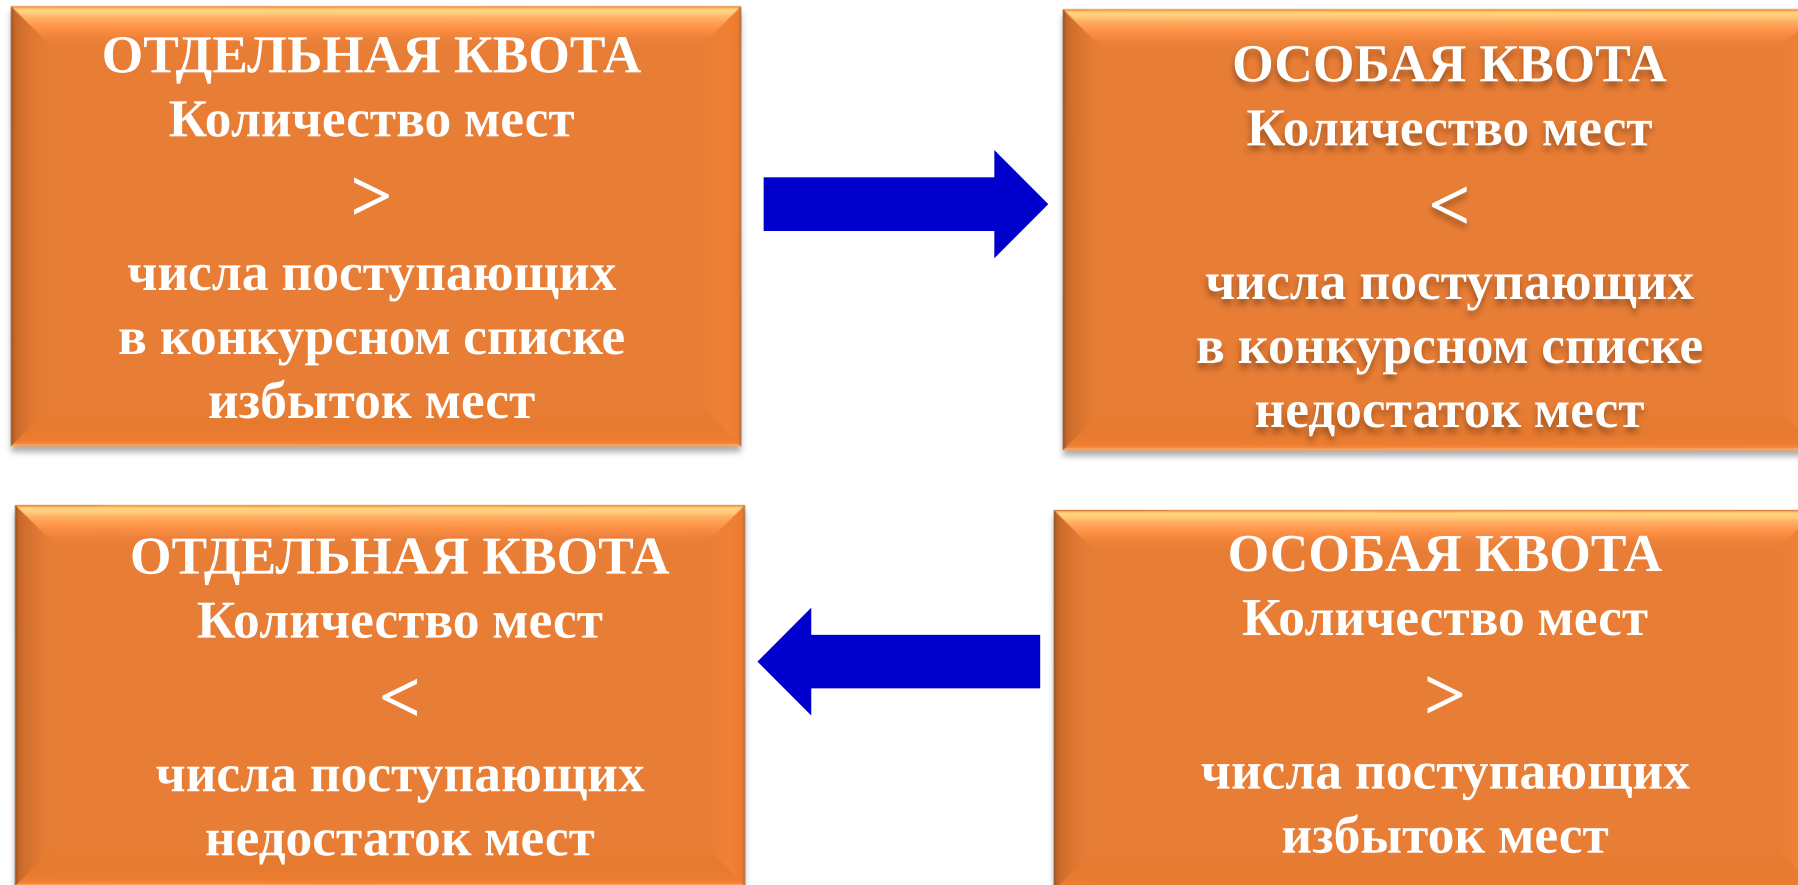 ОТДЕЛЬНАЯ КВОТА
Количество мест
>
числа поступающих
в конкурсном списке
избыток мест
ОСОБАЯ КВОТА
Количество мест
<
числа поступающих
в конкурсном списке
недостаток мест
ОТДЕЛЬНАЯ КВОТА
Количество мест
<
числа поступающих
недостаток мест
ОСОБАЯ КВОТА
Количество мест
>
числа поступающих
избыток мест